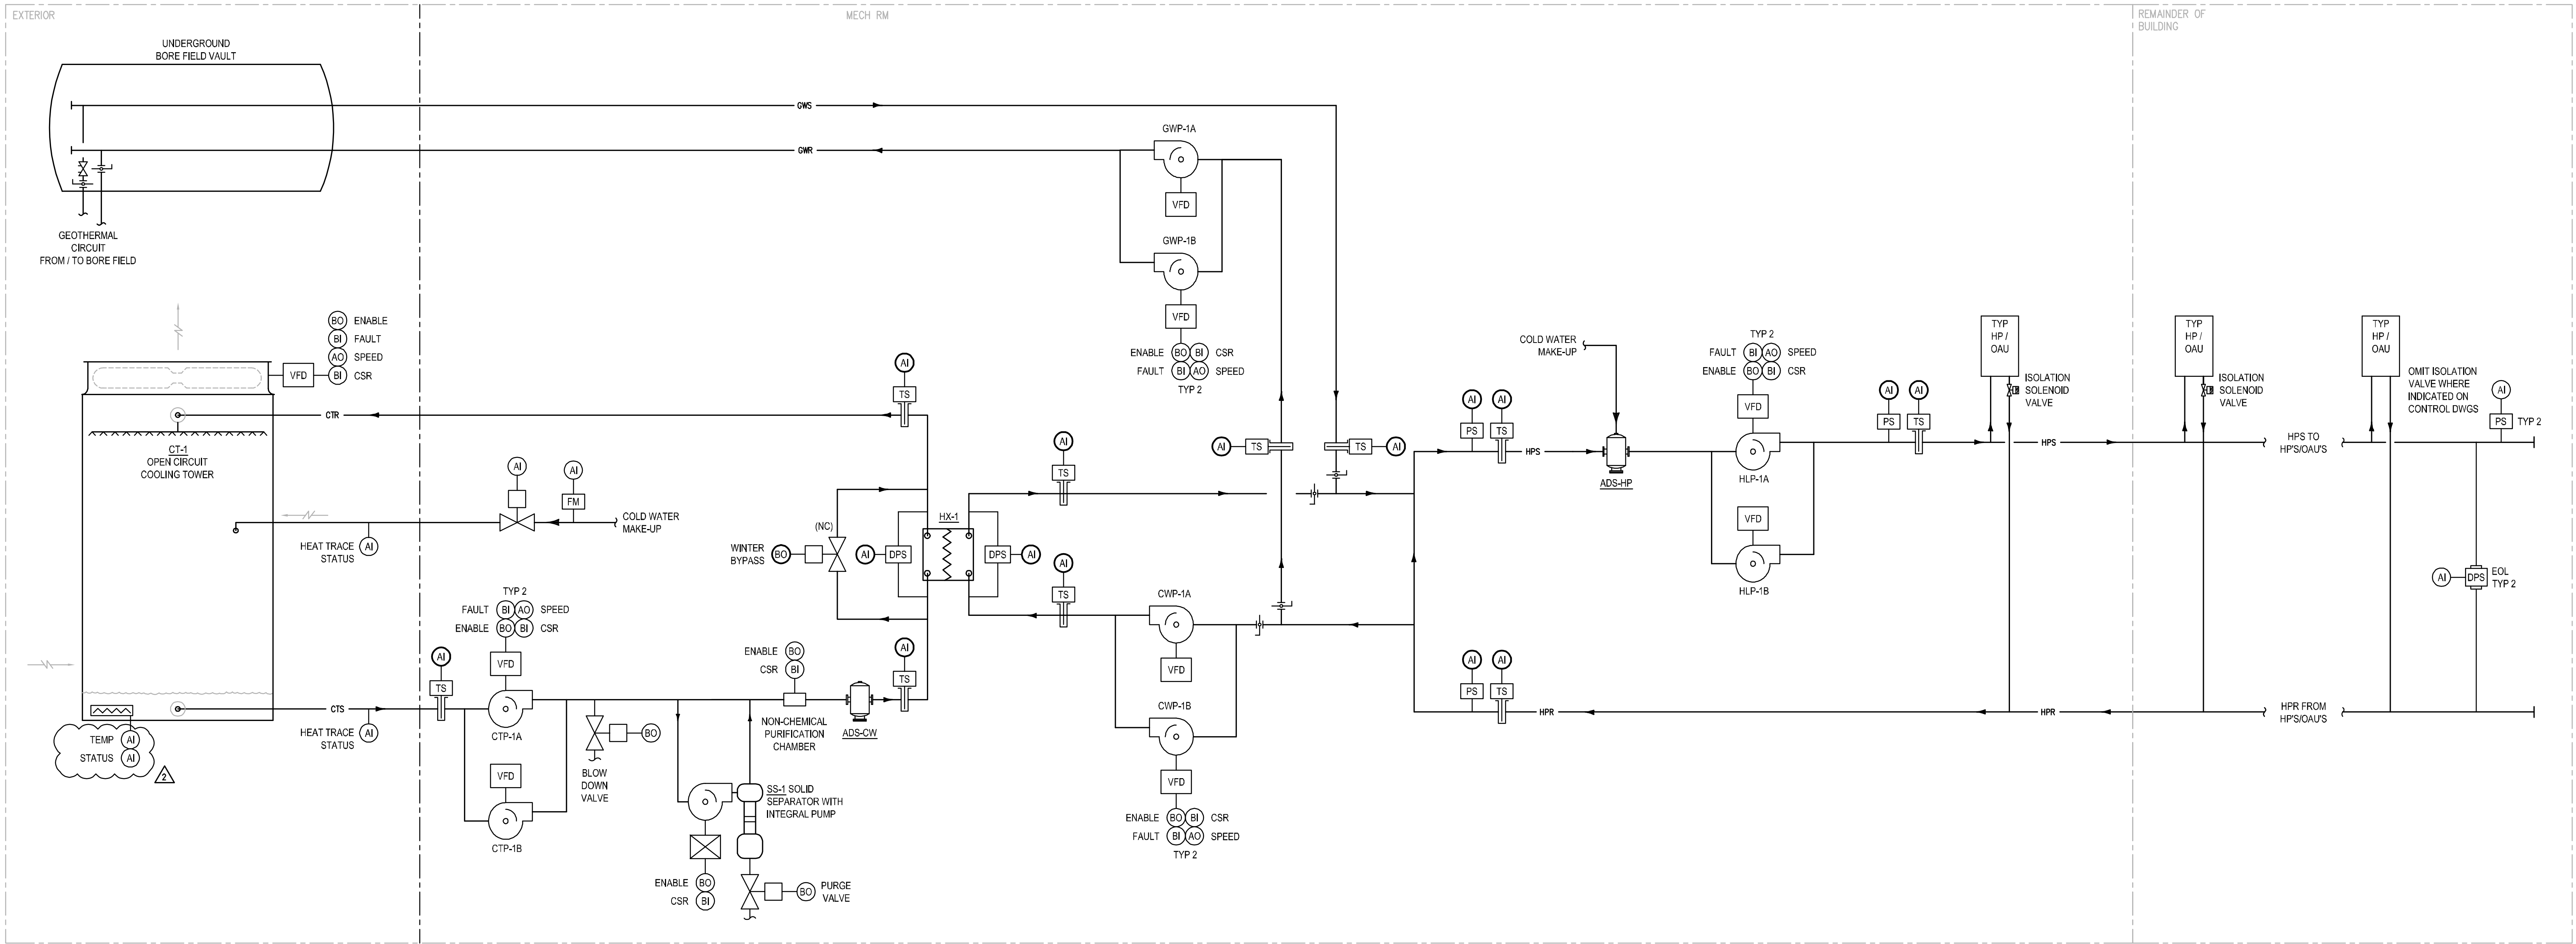 EXTERIOR
MECH RM
REMAINDER OF
BUILDING
UNDERGROUND
BORE FIELD VAULT
GWS
GWR
GEOTHERMAL
CIRCUIT
FROM / TO BORE FIELD
GWP-1A
VFD
GWP-1B
VFD
ENABLE BO BI CSR
FAULT BI AO SPEED
TYP 2
BO ENABLE
BI FAULT
AO SPEED
VFD BI CSR
CTR
AI
TS
CT-1
OPEN CIRCUIT
COOLING TOWER
AI
AI
FM
COLD WATER
MAKE-UP
HEAT TRACE
STATUS
AI
CTS
HEAT TRACE
STATUS
AI
TEMP AI
STATUS AI
2
AI
TS
TYP 2
FAULT BI AO SPEED
ENABLE BO BI CSR
VFD
CTP-1A
VFD
CTP-1B
BO
BLOW
DOWN
VALVE
SS-1 SOLID
SEPARATOR WITH
INTEGRAL PUMP
ENABLE BO
CSR BI
BO
PURGE
VALVE
ENABLE BO
CSR BI
NON-CHEMICAL
PURIFICATION
CHAMBER
ADS-CW
AI
TS
(NC)
WINTER
BYPASS
BO
AI DPS
HX-1
DPS AI
AI
TS
AI
TS
CWP-1A
VFD
CWP-1B
VFD
ENABLE BO BI CSR
FAULT BI AO SPEED
TYP 2
AI TS
TS AI
AI
PS
AI
TS
HPS
COLD WATER
MAKE-UP
ADS-HP
TYP 2
FAULT BI AO SPEED
ENABLE BO BI CSR
VFD
HLP-1A
VFD
HLP-1B
AI
PS
AI
TS
HPS
AI
PS
AI
TS
HPR
HPR
TYP
HP /
OAU
ISOLATION
SOLENOID
VALVE
TYP
HP /
OAU
ISOLATION
SOLENOID
VALVE
TYP
HP /
OAU
OMIT ISOLATION
VALVE WHERE
INDICATED ON
CONTROL DWGS
AI
PS TYP 2
HPS TO
HP'S/OAU'S
AI DPS
EOL
TYP 2
HPR FROM
HP'S/OAU'S